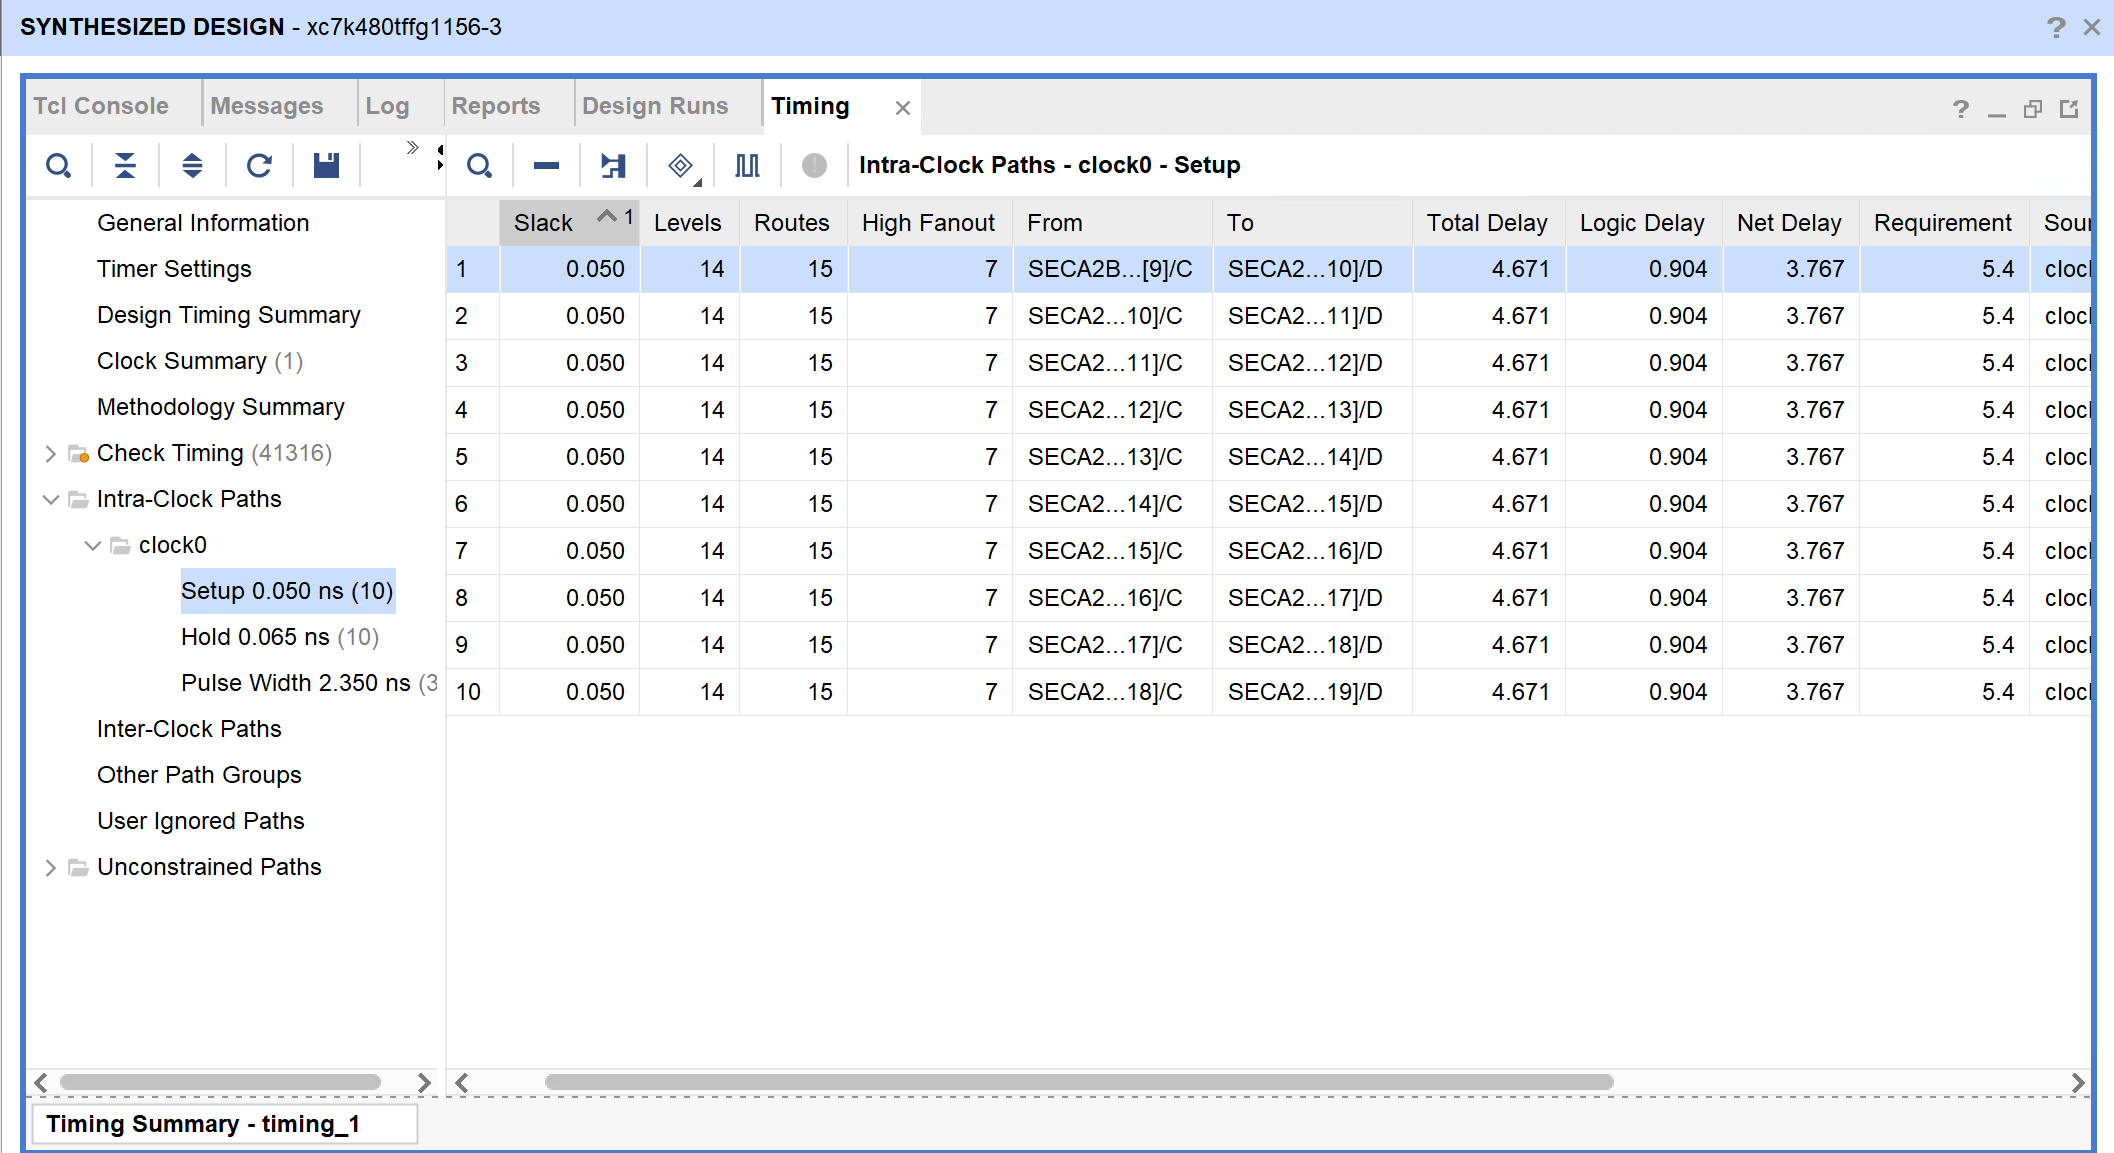 SYNTHESIZED DESIGN - xc7k480tffg1156-3
Tcl Console Messages Log Reports Design Runs Timing
Intra-Clock Paths - clock0 - Setup
General Information
Timer Settings
Design Timing Summary
Clock Summary (1)
Methodology Summary
Check Timing (41316)
Intra-Clock Paths
clock0
Setup 0.050 ns (10)
Hold 0.065 ns (10)
Pulse Width 2.350 ns (3
Inter-Clock Paths
Other Path Groups
User Ignored Paths
Unconstrained Paths
Slack 1 Levels Routes High Fanout From To Total Delay Logic Delay Net Delay Requirement Sour
1 0.050 14 15 7 SECA2B...[9]/C SECA2...10]/D 4.671 0.904 3.767 5.4 cloc
2 0.050 14 15 7 SECA2...10]/C SECA2...11]/D 4.671 0.904 3.767 5.4 cloc
3 0.050 14 15 7 SECA2...11]/C SECA2...12]/D 4.671 0.904 3.767 5.4 cloc
4 0.050 14 15 7 SECA2...12]/C SECA2...13]/D 4.671 0.904 3.767 5.4 cloc
5 0.050 14 15 7 SECA2...13]/C SECA2...14]/D 4.671 0.904 3.767 5.4 cloc
6 0.050 14 15 7 SECA2...14]/C SECA2...15]/D 4.671 0.904 3.767 5.4 cloc
7 0.050 14 15 7 SECA2...15]/C SECA2...16]/D 4.671 0.904 3.767 5.4 cloc
8 0.050 14 15 7 SECA2...16]/C SECA2...17]/D 4.671 0.904 3.767 5.4 cloc
9 0.050 14 15 7 SECA2...17]/C SECA2...18]/D 4.671 0.904 3.767 5.4 cloc
10 0.050 14 15 7 SECA2...18]/C SECA2...19]/D 4.671 0.904 3.767 5.4 cloc
Timing Summary - timing_1